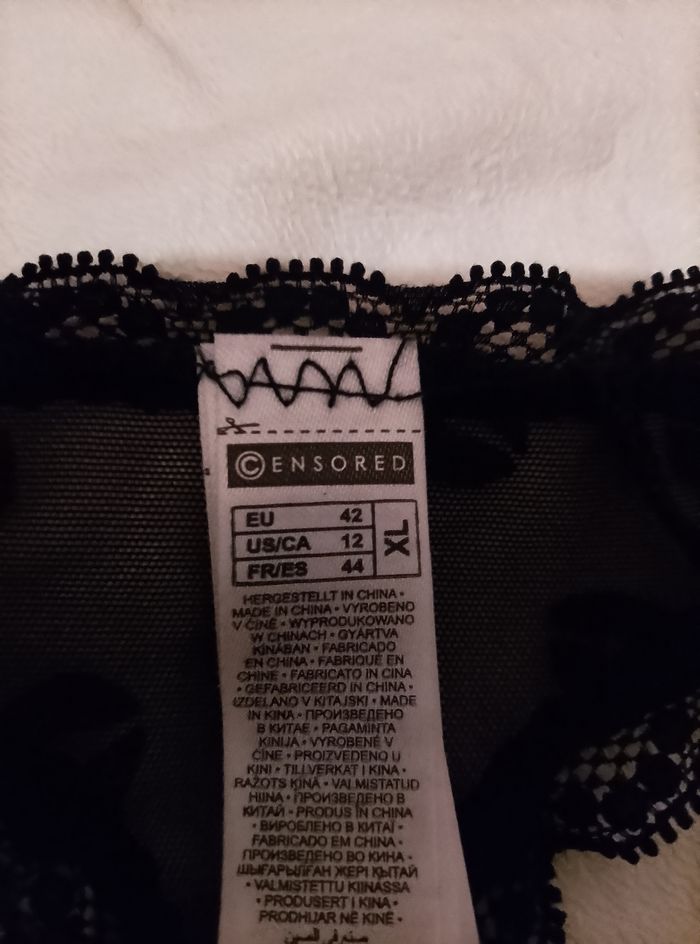 ©ENSORED
EU 42
US/CA 12
FR/ES 44
XL
HERGESTELLT IN CHINA •
MADE IN CHINA • VYROBENO
V ČÍNĚ • WYPRODUKOWANO
W CHINACH • GYÁRTVA
KÍNÁBAN • FABRICADO
EN CHINA • FABRIQUÉ EN
CHINE • FABRICATO IN CINA
• GEFABRICEERD IN CHINA •
IZDELANO V KITAJSKI • MADE
IN KINA • ПРОИЗВЕДЕНО
В КИТАЕ • PAGAMINTA
KINIJA • VYROBENÉ V
ČÍNE • PROIZVEDENO U
KINI • TILLVERKAT I KINA •
RAŽOTS ĶĪNĀ • VALMISTATUD
HIINA • ПРОИЗВЕДЕНО В
КИТАЙ • PRODUS ÎN CHINA
• ВИРОБЛЕНО В КИТАЇ •
FABRICADO EM CHINA •
ПРОИЗВЕДЕНО ВО КИНА •
ШЫҒАРЫЛҒАН ЖЕРІ ҚЫТАЙ
• VALMISTETTU KIINASSA
• PRODUSERT I KINA •
PRODHUAR NË KINË •
صنع في الصين